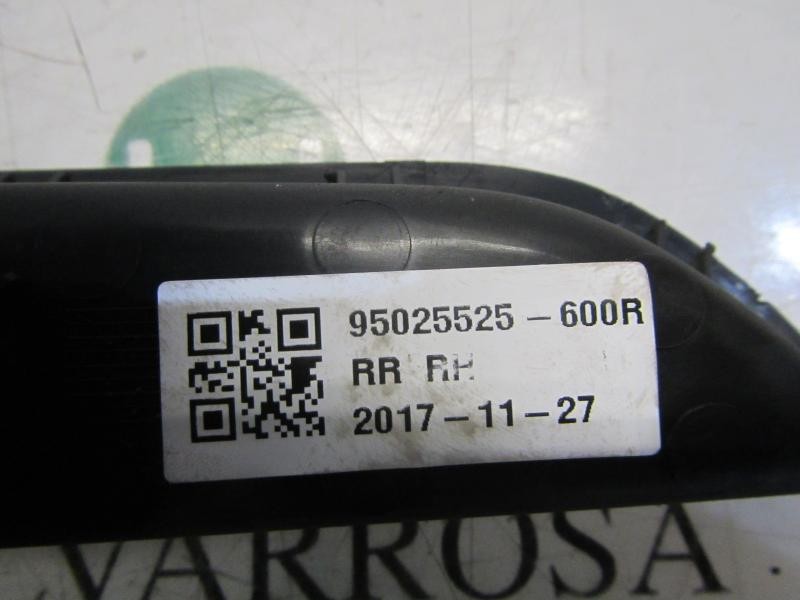 95025525-600R
RR RH
2017-11-27
VARROSA.